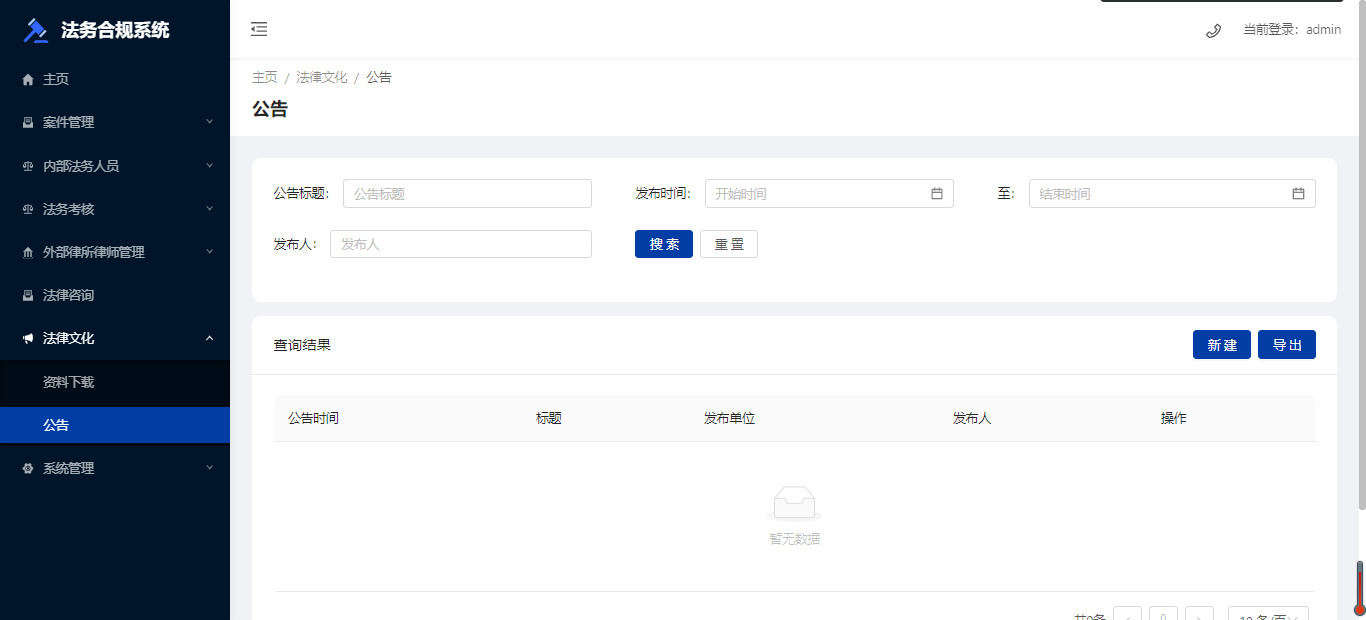 法务合规系统
当前登录：admin
主页
案件管理
内部法务人员
法务考核
外部律所律师管理
法律咨询
法律文化
资料下载
公告
系统管理
主页 / 法律文化 / 公告
公告
公告标题: 公告标题 发布时间: 开始时间 至: 结束时间
发布人: 发布人 搜 索 重 置
查询结果 新 建 导 出
公告时间 标题 发布单位 发布人 操作
暂无数据
共0条 0 10 条/页